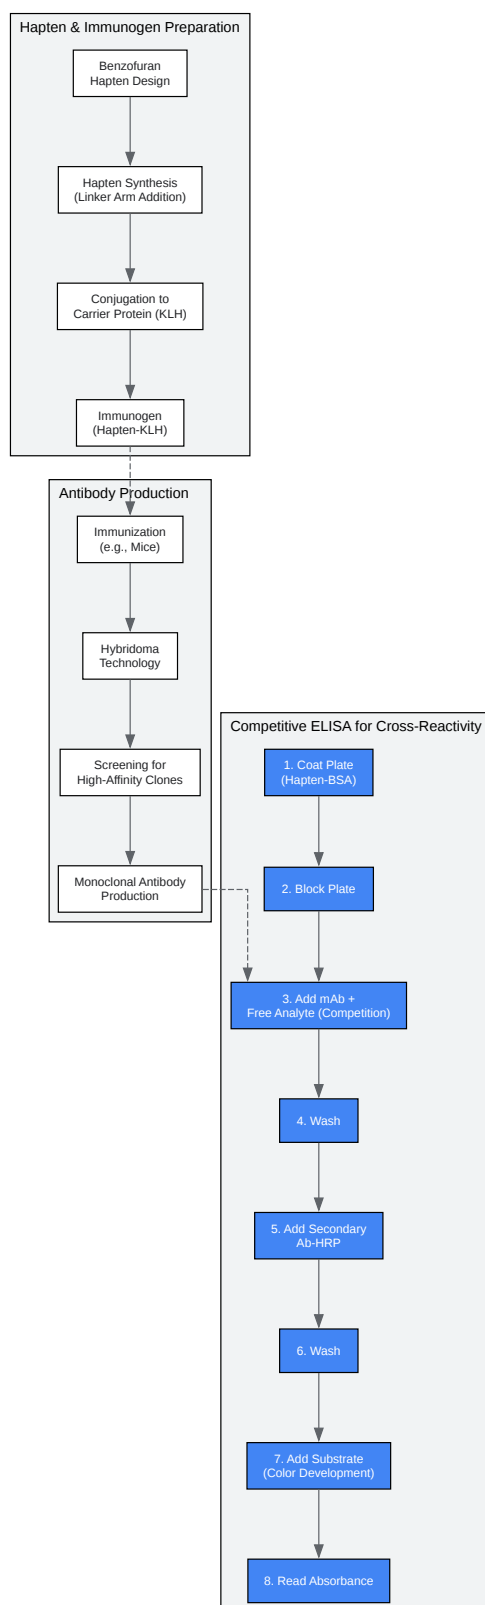 Hapten & Immunogen Preparation
Benzofuran
Hapten Design
Hapten Synthesis
(Linker Arm Addition)
Conjugation to
Carrier Protein (KLH)
Immunogen
(Hapten-KLH)
Antibody Production
Immunization
(e.g., Mice)
Hybridoma
Technology
Screening for
High-Affinity Clones
Monoclonal Antibody
Production
Competitive ELISA for Cross-Reactivity
1. Coat Plate
(Hapten-BSA)
2. Block Plate
3. Add mAb +
Free Analyte (Competition)
4. Wash
5. Add Secondary
Ab-HRP
6. Wash
7. Add Substrate
(Color Development)
8. Read Absorbance